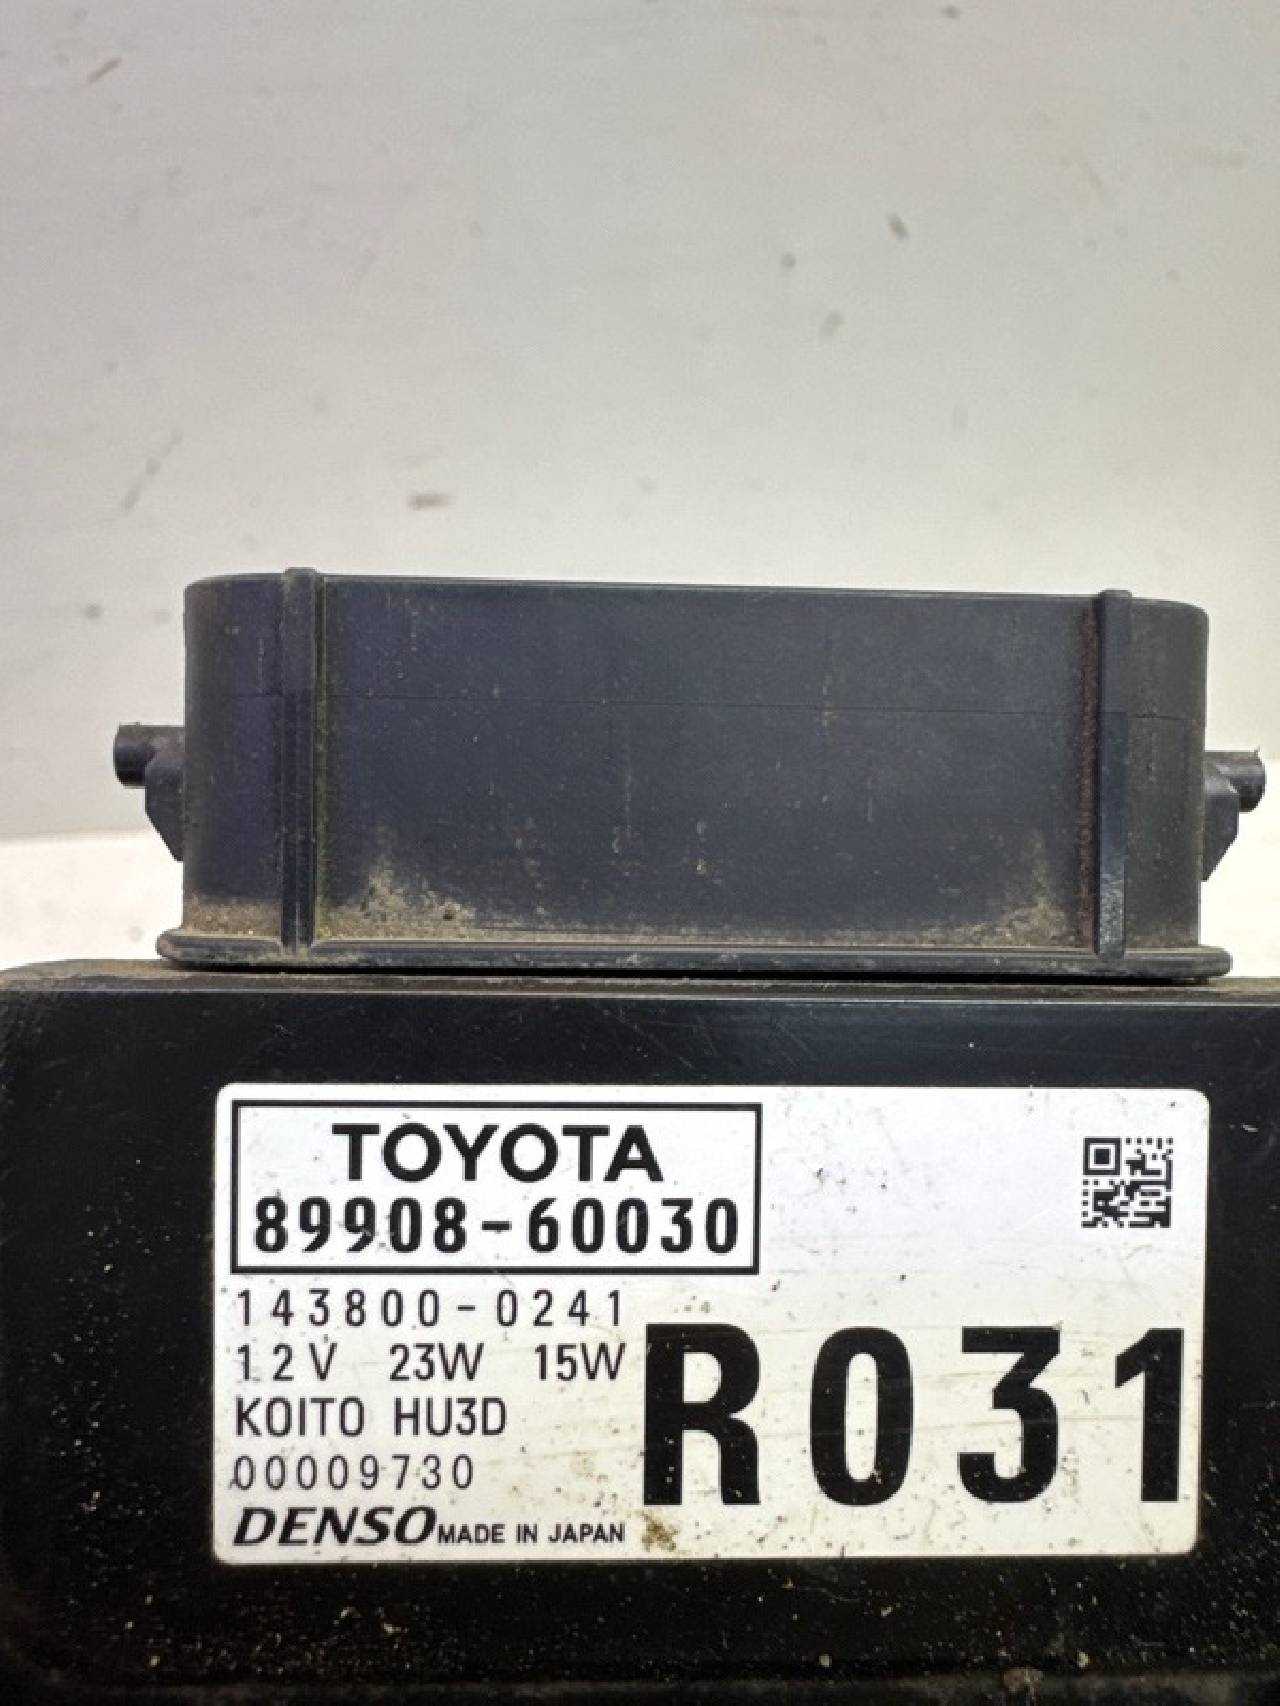 TOYOTA
89908-60030
143800-0241
12V 23W 15W
KOITO HU3D
00009730
DENSO MADE IN JAPAN
R031